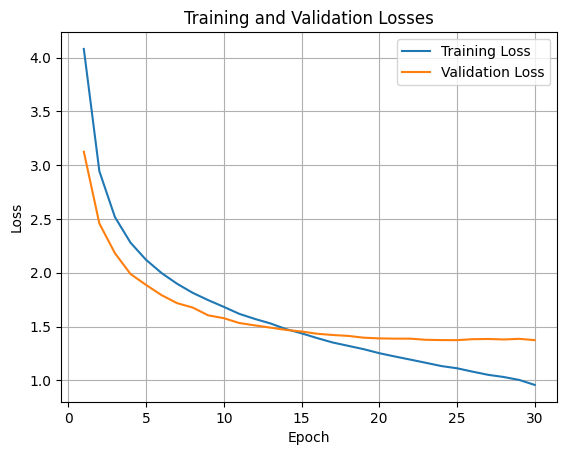 Training and Validation Losses
Training Loss
Validation Loss
4.0
3.5
3.0
2.5
2.0
1.5
1.0
Loss
0 5 10 15 20 25 30
Epoch